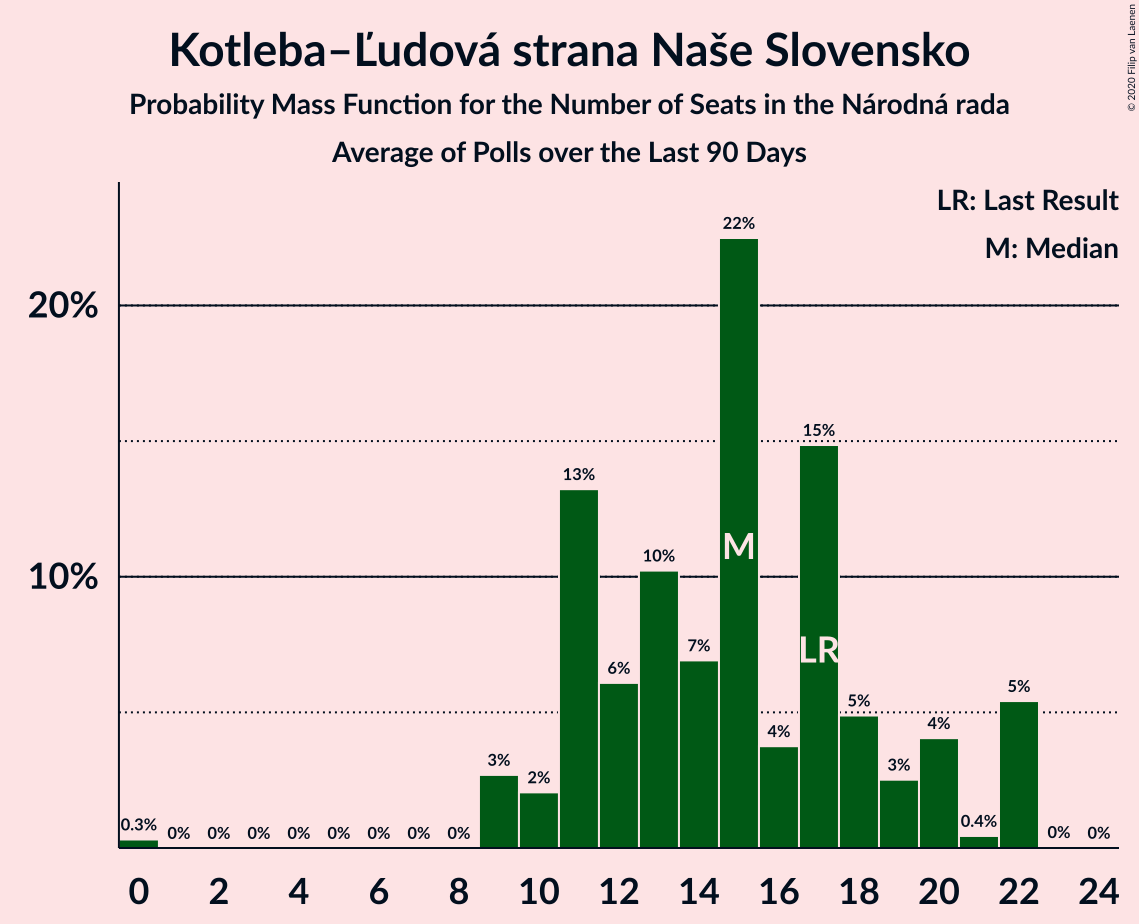 Kotleba–Ľudová strana Naše Slovensko
Probability Mass Function for the Number of Seats in the Národná rada
Average of Polls over the Last 90 Days
© 2020 Filip van Laenen
LR: Last Result
M: Median
20%
10%
0.3% 0% 0% 0% 0% 0% 0% 0% 0% 3% 2% 13% 6% 10% 7% 22% 4% 15% 5% 3% 4% 0.4% 5% 0% 0%
M
LR
0 2 4 6 8 10 12 14 16 18 20 22 24